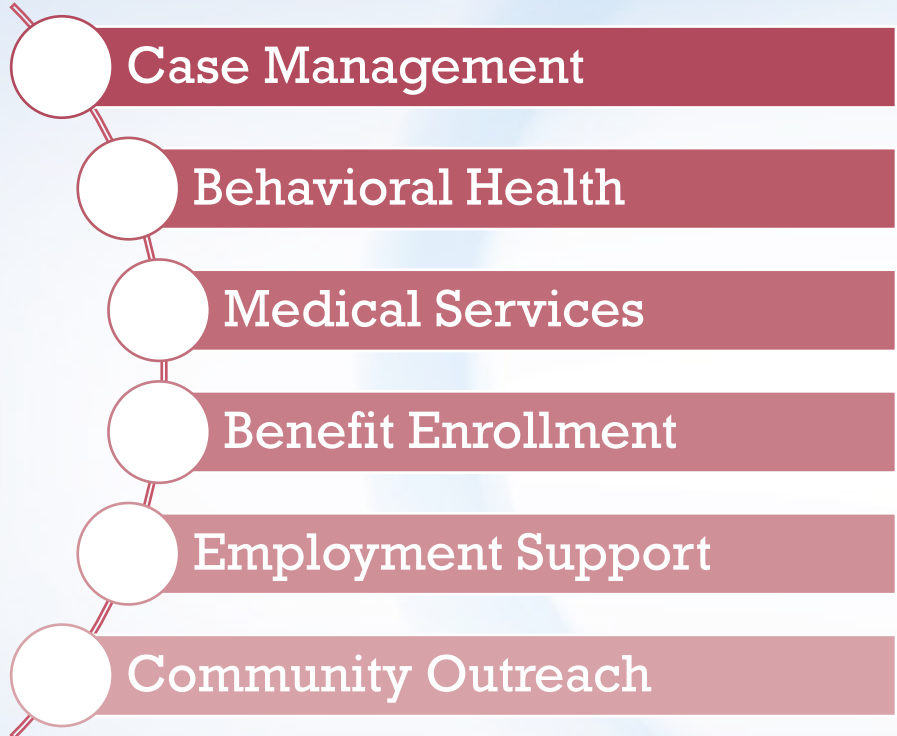 Case Management
Behavioral Health
Medical Services
Benefit Enrollment
Employment Support
Community Outreach